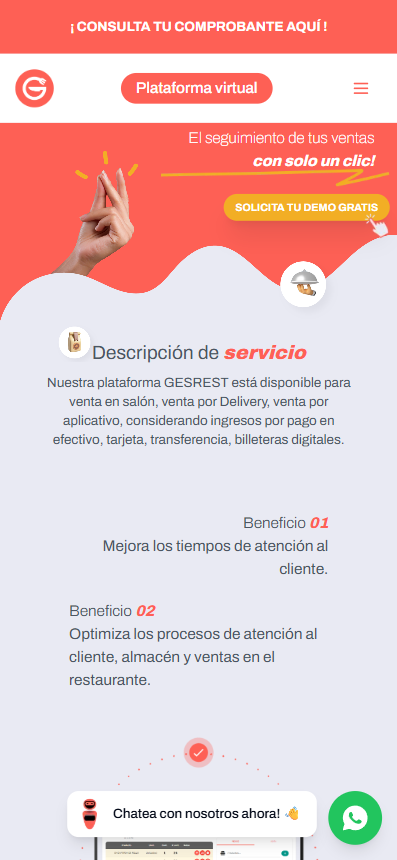 ¡ CONSULTA TU COMPROBANTE AQUÍ !
Plataforma virtual
El seguimiento de tus ventas
con solo un clic!
SOLICITA TU DEMO GRATIS
Descripción de servicio
Nuestra plataforma GESREST está disponible para
venta en salón, venta por Delivery, venta por
aplicativo, considerando ingresos por pago en
efectivo, tarjeta, transferencia, billeteras digitales.
Beneficio 01
Mejora los tiempos de atención al
cliente.
Beneficio 02
Optimiza los procesos de atención al
cliente, almacén y ventas en el
restaurante.
Chatea con nosotros ahora! 👋